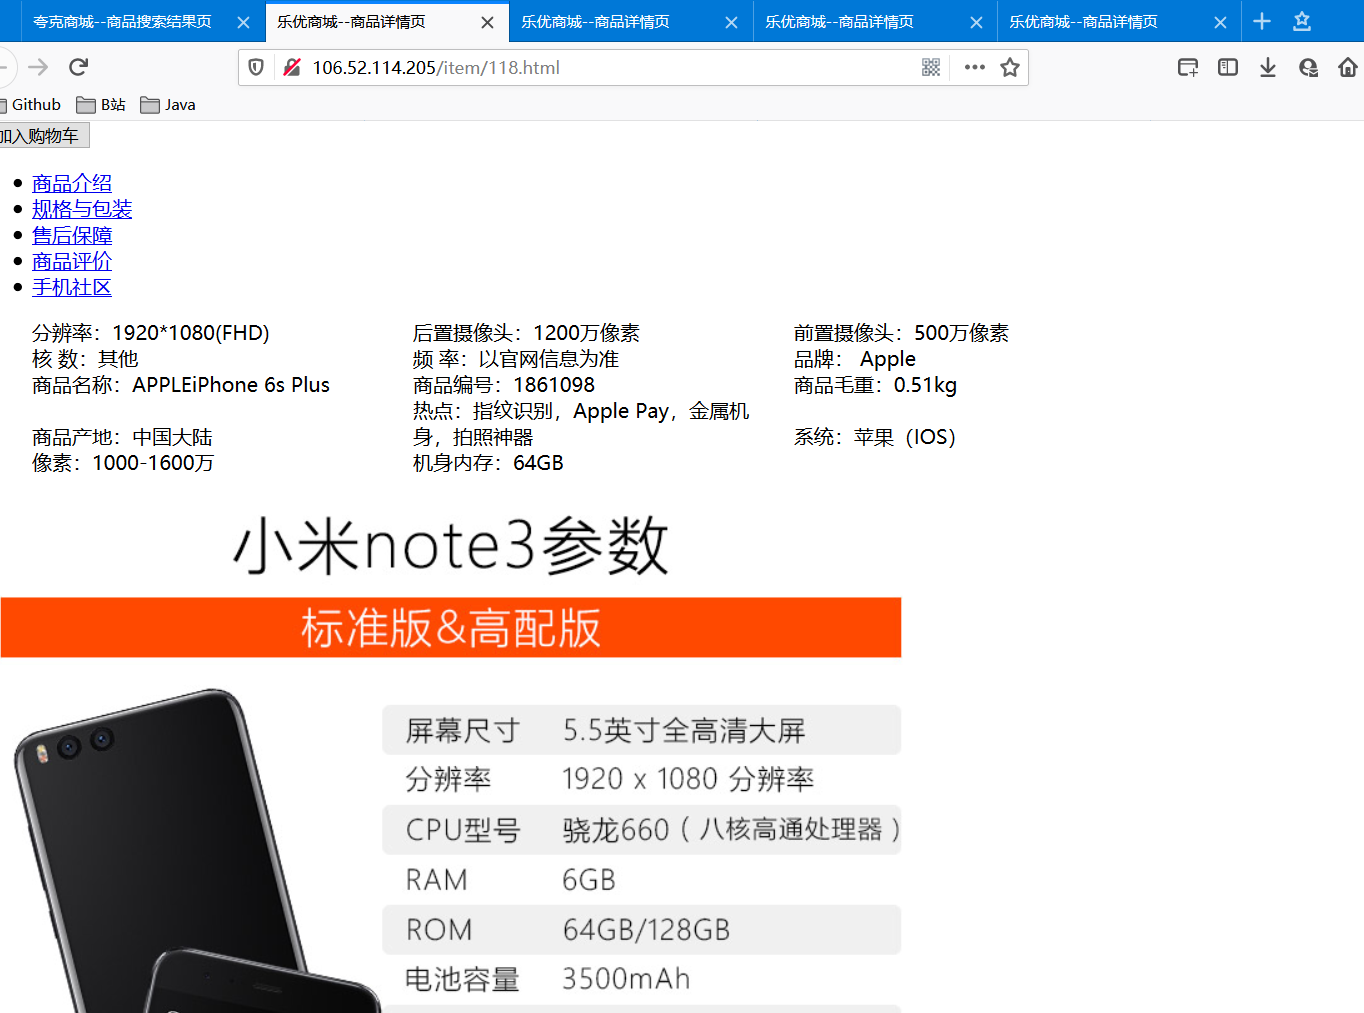 夸克商城--商品搜索结果页
乐优商城--商品详情页
乐优商城--商品详情页
乐优商城--商品详情页
乐优商城--商品详情页
106.52.114.205/item/118.html
Github
B站
Java
加入购物车
商品介绍
规格与包装
售后保障
商品评价
手机社区
分辨率：1920*1080(FHD)
后置摄像头：1200万像素
前置摄像头：500万像素
核 数：其他
频 率：以官网信息为准
品牌： Apple
商品名称：APPLEiPhone 6s Plus
商品编号：1861098
商品毛重：0.51kg
热点：指纹识别，Apple Pay，金属机
身，拍照神器
商品产地：中国大陆
系统：苹果（IOS）
像素：1000-1600万
机身内存：64GB
小米note3参数
标准版&高配版
屏幕尺寸 5.5英寸全高清大屏
分辨率 1920 x 1080 分辨率
CPU型号 骁龙660（八核高通处理器）
RAM 6GB
ROM 64GB/128GB
电池容量 3500mAh